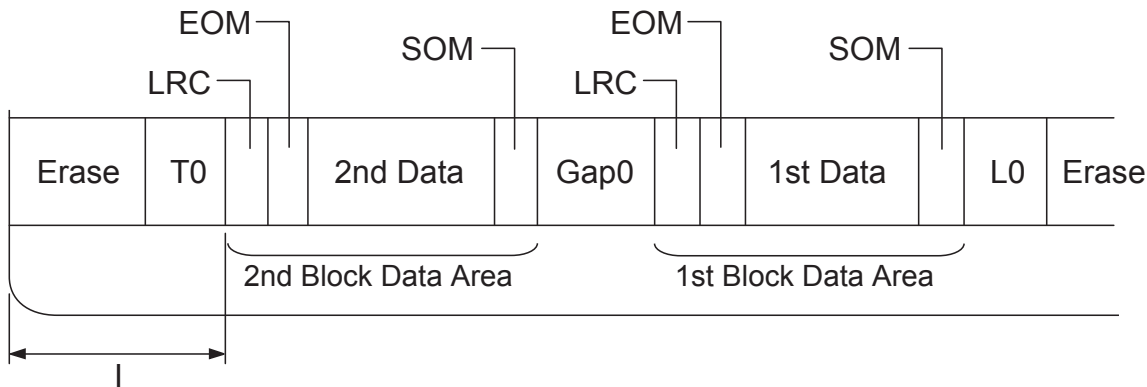 EOM
EOM
SOM
SOM
LRC
LRC
Erase
T0
2nd Data
Gap0
1st Data
L0
Erase
2nd Block Data Area
1st Block Data Area
l